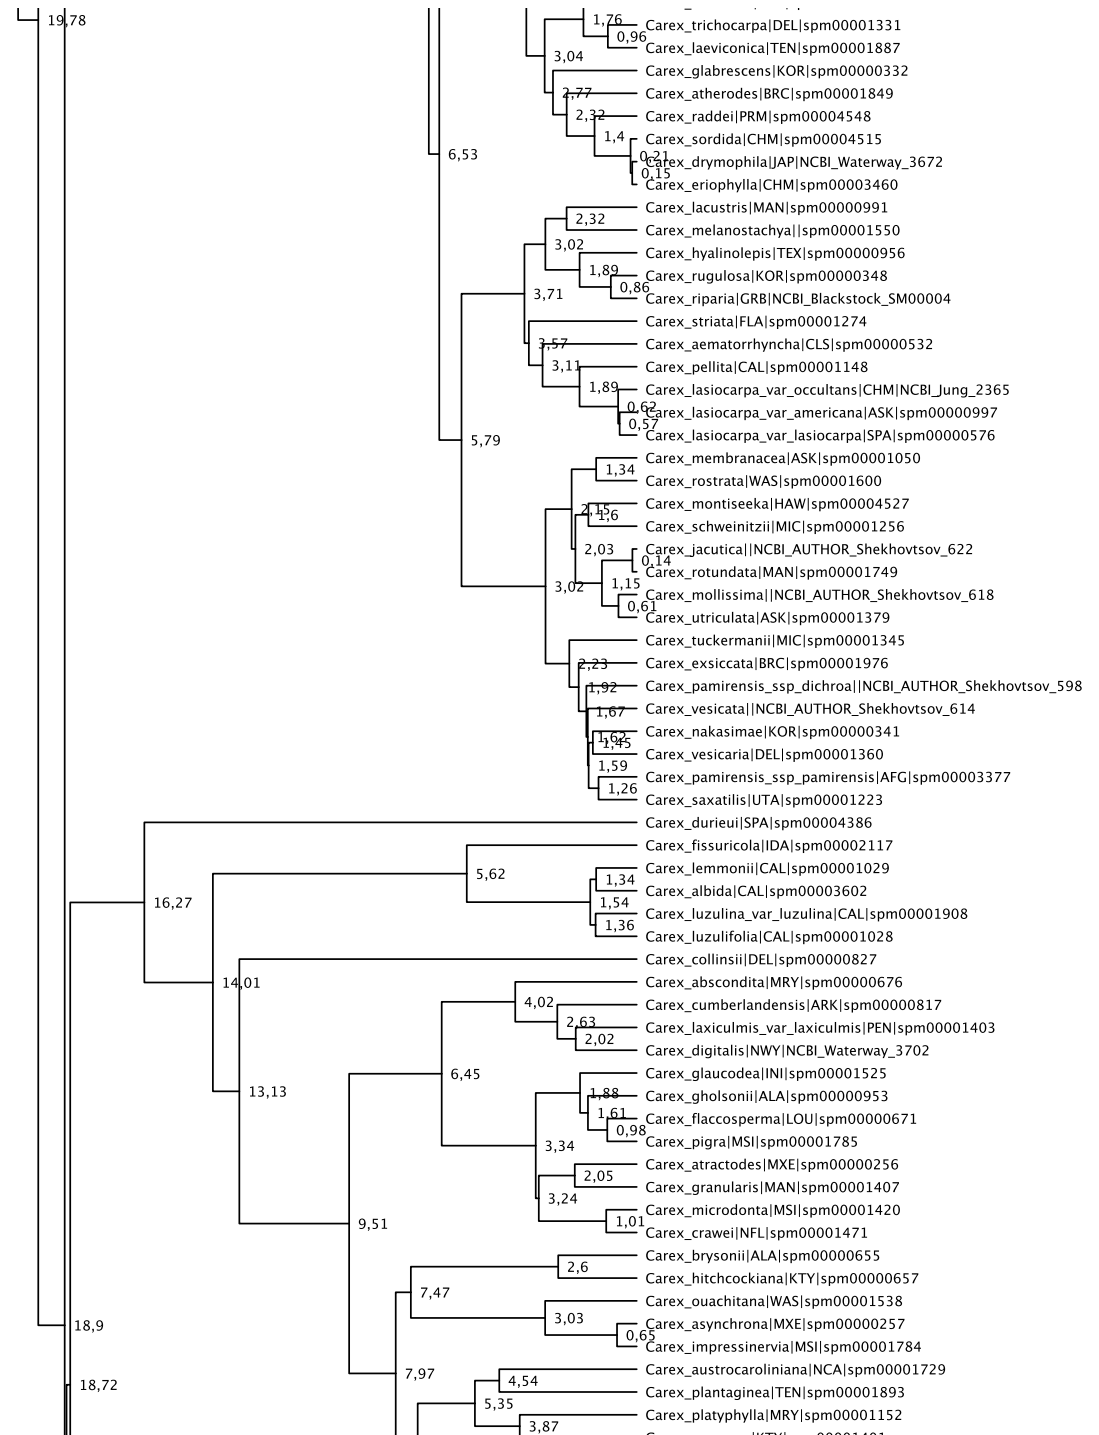 19,78
1,76
Carex_trichocarpa|DEL|spm00001331
0,96
Carex_laeviconica|TEN|spm00001887
3,04
Carex_glabrescens|KOR|spm00000332
2,77
Carex_atherodes|BRC|spm00001849
2,32
Carex_raddei|PRM|spm00004548
1,4
Carex_sordida|CHM|spm00004515
6,53
0,21
Carex_drymophila|JAP|NCBI_Waterway_3672
0,15
Carex_eriophylla|CHM|spm00003460
Carex_lacustris|MAN|spm00000991
2,32
Carex_melanostachya||spm00001550
3,02
Carex_hyalinolepis|TEX|spm00000956
1,89
Carex_rugulosa|KOR|spm00000348
0,86
3,71
Carex_riparia|GRB|NCBI_Blackstock_SM00004
Carex_striata|FLA|spm00001274
3,57
Carex_aematorrhyncha|CLS|spm00000532
3,11
Carex_pellita|CAL|spm00001148
1,89
Carex_lasiocarpa_var_occultans|CHM|NCBI_Jung_2365
0,62
Carex_lasiocarpa_var_americana|ASK|spm00000997
0,57
5,79
Carex_lasiocarpa_var_lasiocarpa|SPA|spm00000576
Carex_membranacea|ASK|spm00001050
1,34
Carex_rostrata|WAS|spm00001600
Carex_montiseeka|HAW|spm00004527
2,15
1,6
Carex_schweinitzii|MIC|spm00001256
2,03
Carex_jacutica||NCBI_AUTHOR_Shekhovtsov_622
0,14
Carex_rotundata|MAN|spm00001749
3,02
1,15
Carex_mollissima||NCBI_AUTHOR_Shekhovtsov_618
0,61
Carex_utriculata|ASK|spm00001379
Carex_tuckermanii|MIC|spm00001345
2,23
Carex_exsiccata|BRC|spm00001976
1,92
Carex_pamirensis_ssp_dichroa||NCBI_AUTHOR_Shekhovtsov_598
1,67
Carex_vesicata||NCBI_AUTHOR_Shekhovtsov_614
Carex_nakasimae|KOR|spm00000341
1,62
1,45
Carex_vesicaria|DEL|spm00001360
1,59
Carex_pamirensis_ssp_pamirensis|AFG|spm00003377
1,26
Carex_saxatilis|UTA|spm00001223
Carex_durieui|SPA|spm00004386
Carex_fissuricola|IDA|spm00002117
5,62
Carex_lemmonii|CAL|spm00001029
1,34
Carex_albida|CAL|spm00003602
16,27
1,54
Carex_luzulina_var_luzulina|CAL|spm00001908
1,36
Carex_luzulifolia|CAL|spm00001028
Carex_collinsii|DEL|spm00000827
14,01
Carex_abscondita|MRY|spm00000676
4,02
Carex_cumberlandensis|ARK|spm00000817
2,63
Carex_laxiculmis_var_laxiculmis|PEN|spm00001403
2,02
Carex_digitalis|NWY|NCBI_Waterway_3702
6,45
Carex_glaucodea|INI|spm00001525
13,13
1,88
Carex_gholsonii|ALA|spm00000953
1,61
Carex_flaccosperma|LOU|spm00000671
0,98
3,34
Carex_pigra|MSI|spm00001785
Carex_atractodes|MXE|spm00000256
2,05
Carex_granularis|MAN|spm00001407
3,24
Carex_microdonta|MSI|spm00001420
9,51
1,01
Carex_crawei|NFL|spm00001471
Carex_brysonii|ALA|spm00000655
2,6
Carex_hitchcockiana|KTY|spm00000657
7,47
Carex_ouachitana|WAS|spm00001538
3,03
Carex_asynchrona|MXE|spm00000257
18,9
0,65
Carex_impressinervia|MSI|spm00001784
Carex_austrocaroliniana|NCA|spm00001729
7,97
4,54
18,72
Carex_plantaginea|TEN|spm00001893
5,35
Carex_platyphylla|MRY|spm00001152
3,87